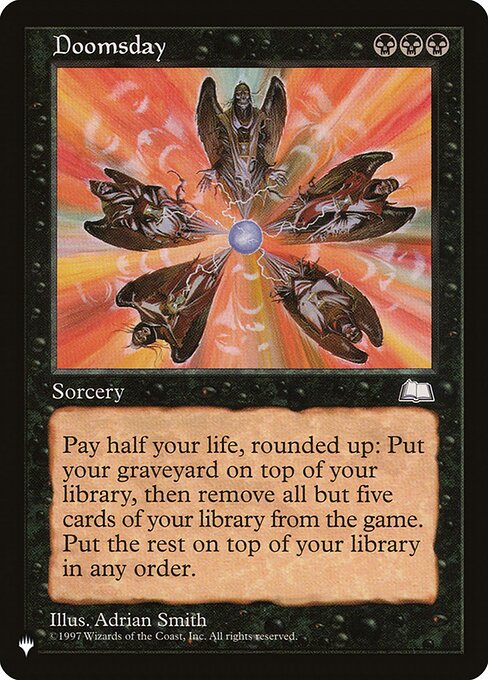 Doomsday
Sorcery
Pay half your life, rounded up: Put
your graveyard on top of your
library, then remove all but five
cards of your library from the game.
Put the rest on top of your library
in any order.
Illus. Adrian Smith
©1997 Wizards of the Coast, Inc. All rights reserved.